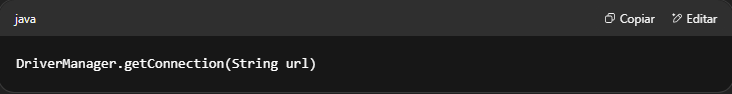 java
Copiar
Editar
DriverManager.getConnection(String url)